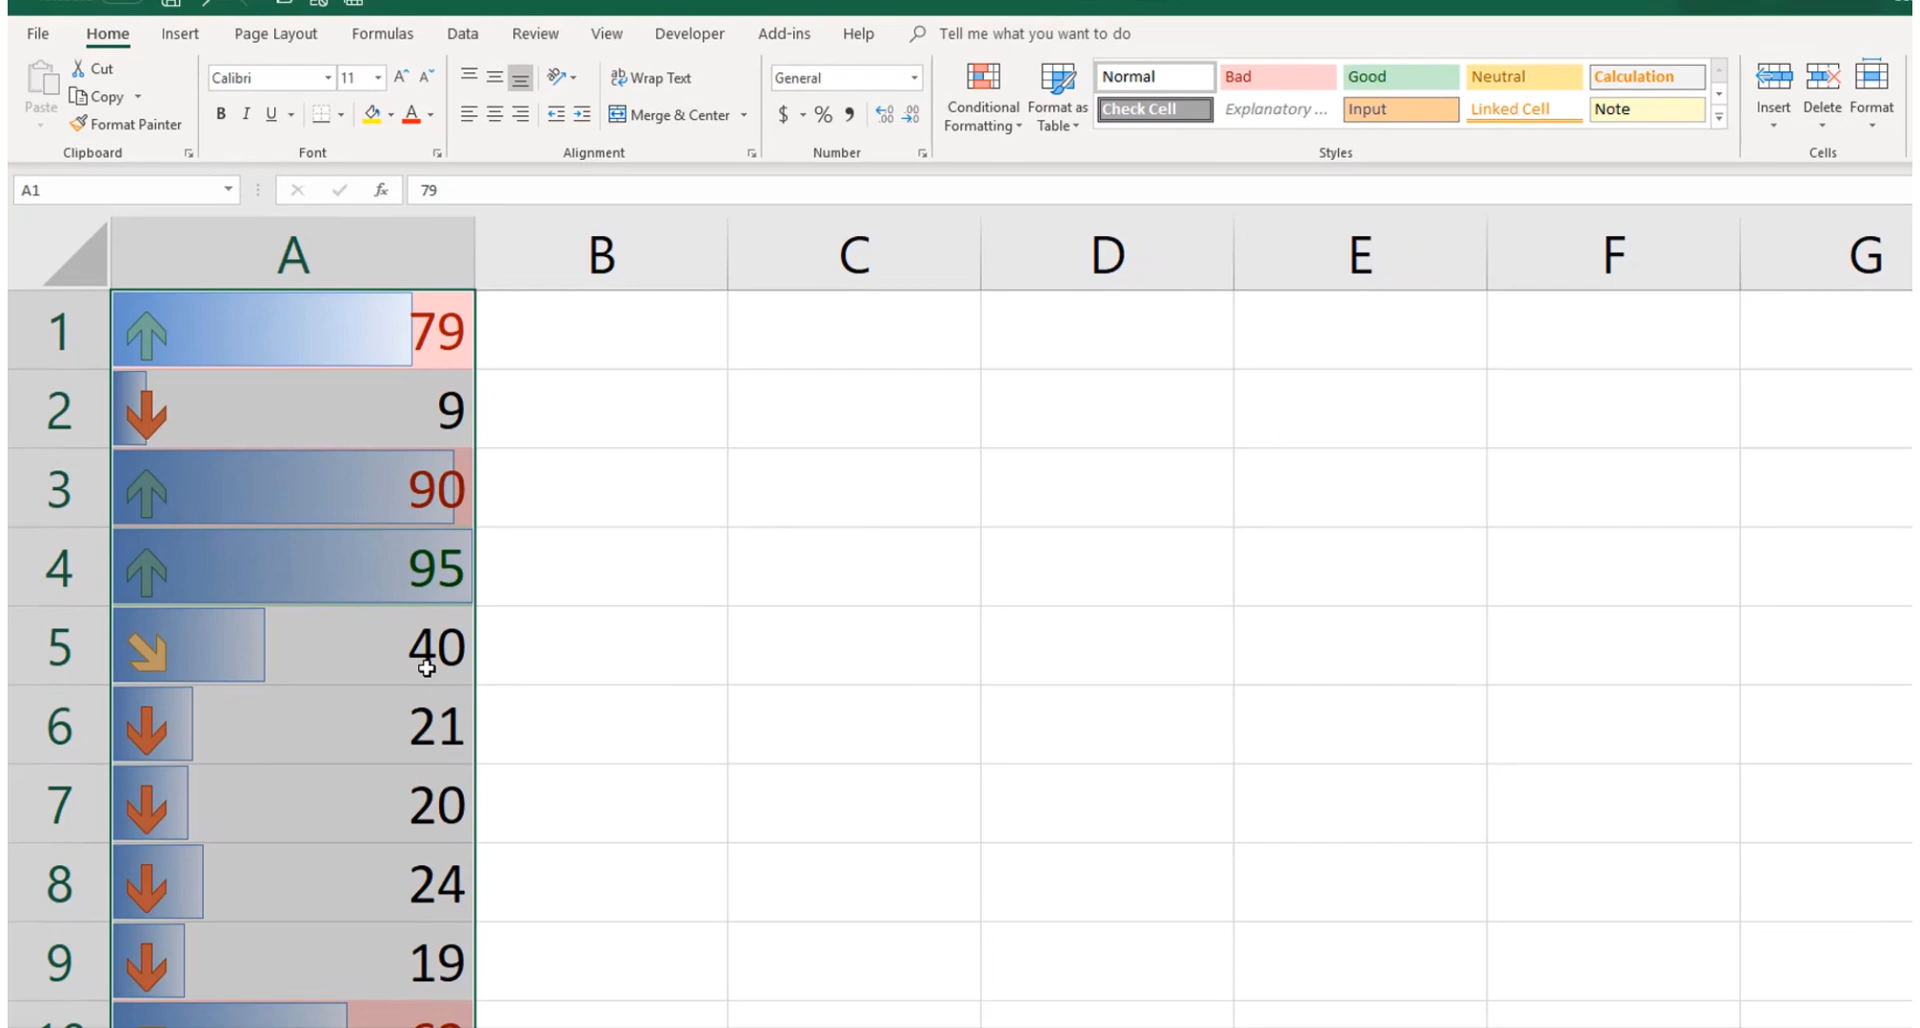 File Home Insert Page Layout Formulas Data Review View Developer Add-ins Help Tell me what you want to do
Paste Cut Copy Format Painter
Calibri 11
B I U A
Wrap Text
Merge & Center
General
$ % ,
Conditional Formatting
Format as Table
Normal Bad Good Neutral Calculation
Check Cell Explanatory ... Input Linked Cell Note
Insert Delete Format
Clipboard Font Alignment Number Styles Cells
A1 fx 79
A B C D E F G
1 79
2 9
3 90
4 95
5 40
6 21
7 20
8 24
9 19